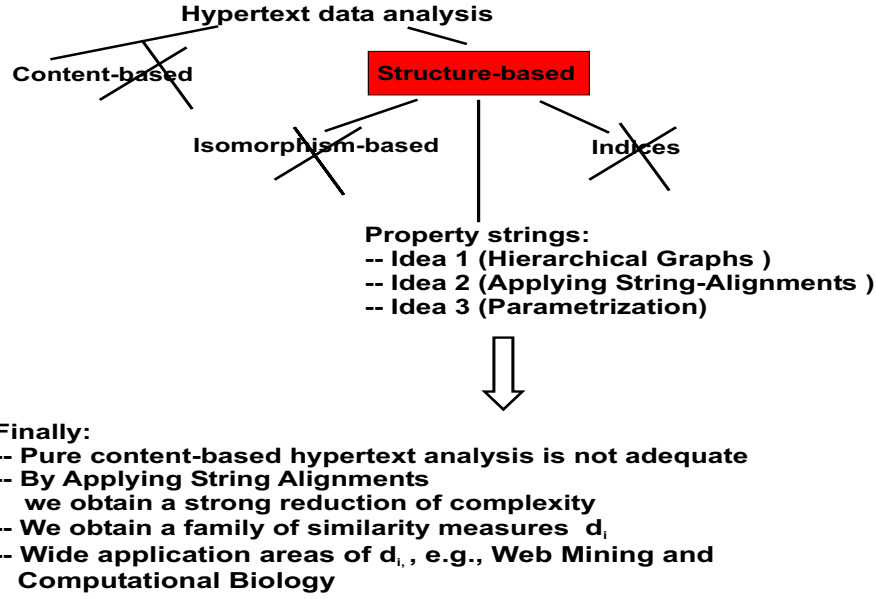 Hypertext data analysis
Content-based
Structure-based
Isomorphism-based
Indices
Property strings:
-- Idea 1 (Hierarchical Graphs )
-- Idea 2 (Applying String-Alignments )
-- Idea 3 (Parametrization)
Finally:
-- Pure content-based hypertext analysis is not adequate
-- By Applying String Alignments
we obtain a strong reduction of complexity
-- We obtain a family of similarity measures dᵢ
-- Wide application areas of dᵢ, , e.g., Web Mining and
Computational Biology